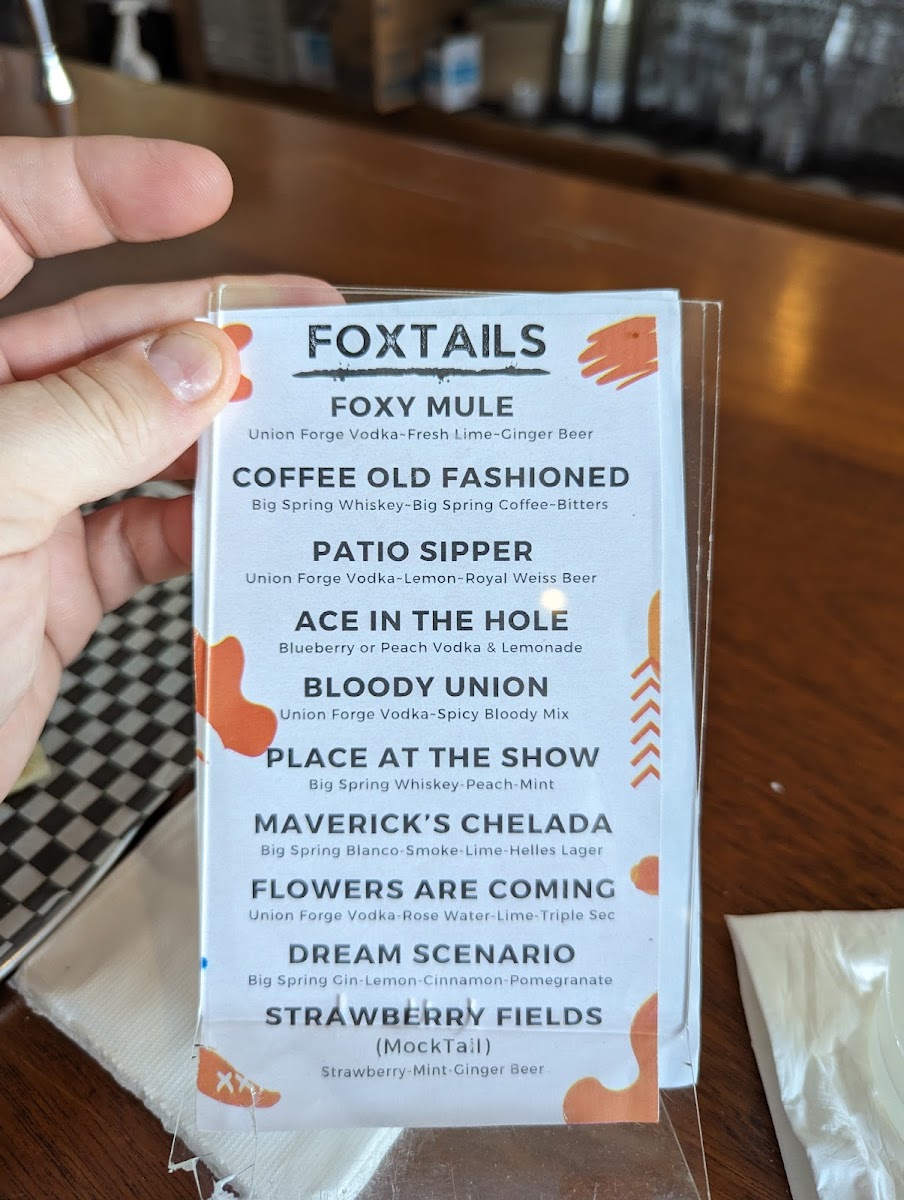 FOXTAILS
FOXY MULE
Union Forge Vodka~Fresh Lime~Ginger Beer
COFFEE OLD FASHIONED
Big Spring Whiskey~Big Spring Coffee~Bitters
PATIO SIPPER
Union Forge Vodka~Lemon~Royal Weiss Beer
ACE IN THE HOLE
Blueberry or Peach Vodka & Lemonade
BLOODY UNION
Union Forge Vodka~Spicy Bloody Mix
PLACE AT THE SHOW
Big Spring Whiskey-Peach-Mint
MAVERICK'S CHELADA
Big Spring Blanco-Smoke-Lime-Helles Lager
FLOWERS ARE COMING
Union Forge Vodka-Rose Water-Lime-Triple Sec
DREAM SCENARIO
Big Spring Gin-Lemon-Cinnamon-Pomegranate
STRAWBERRY FIELDS
(MockTail)
Strawberry-Mint-Ginger Beer